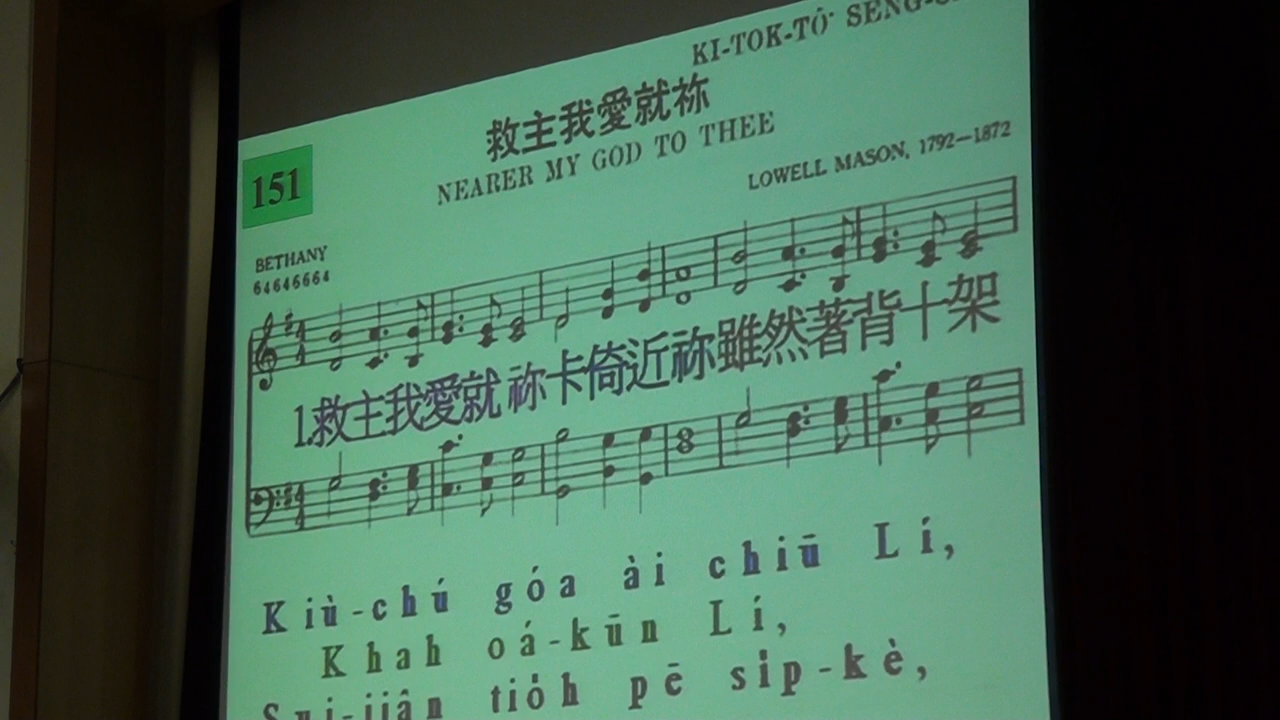 KI-TOK-TÔ͘
救主我愛就祢
NEARER MY GOD TO THEE
151
LOWELL MASON, 1792—1872
BETHANY
64646664
1.救主我愛就祢卡倚近祢雖然著背十架
Kiù-chú góa ài chiū Lí,
Khah oá-kūn Lí,
Sui-jiân tio̍h pē si̍p-kè,